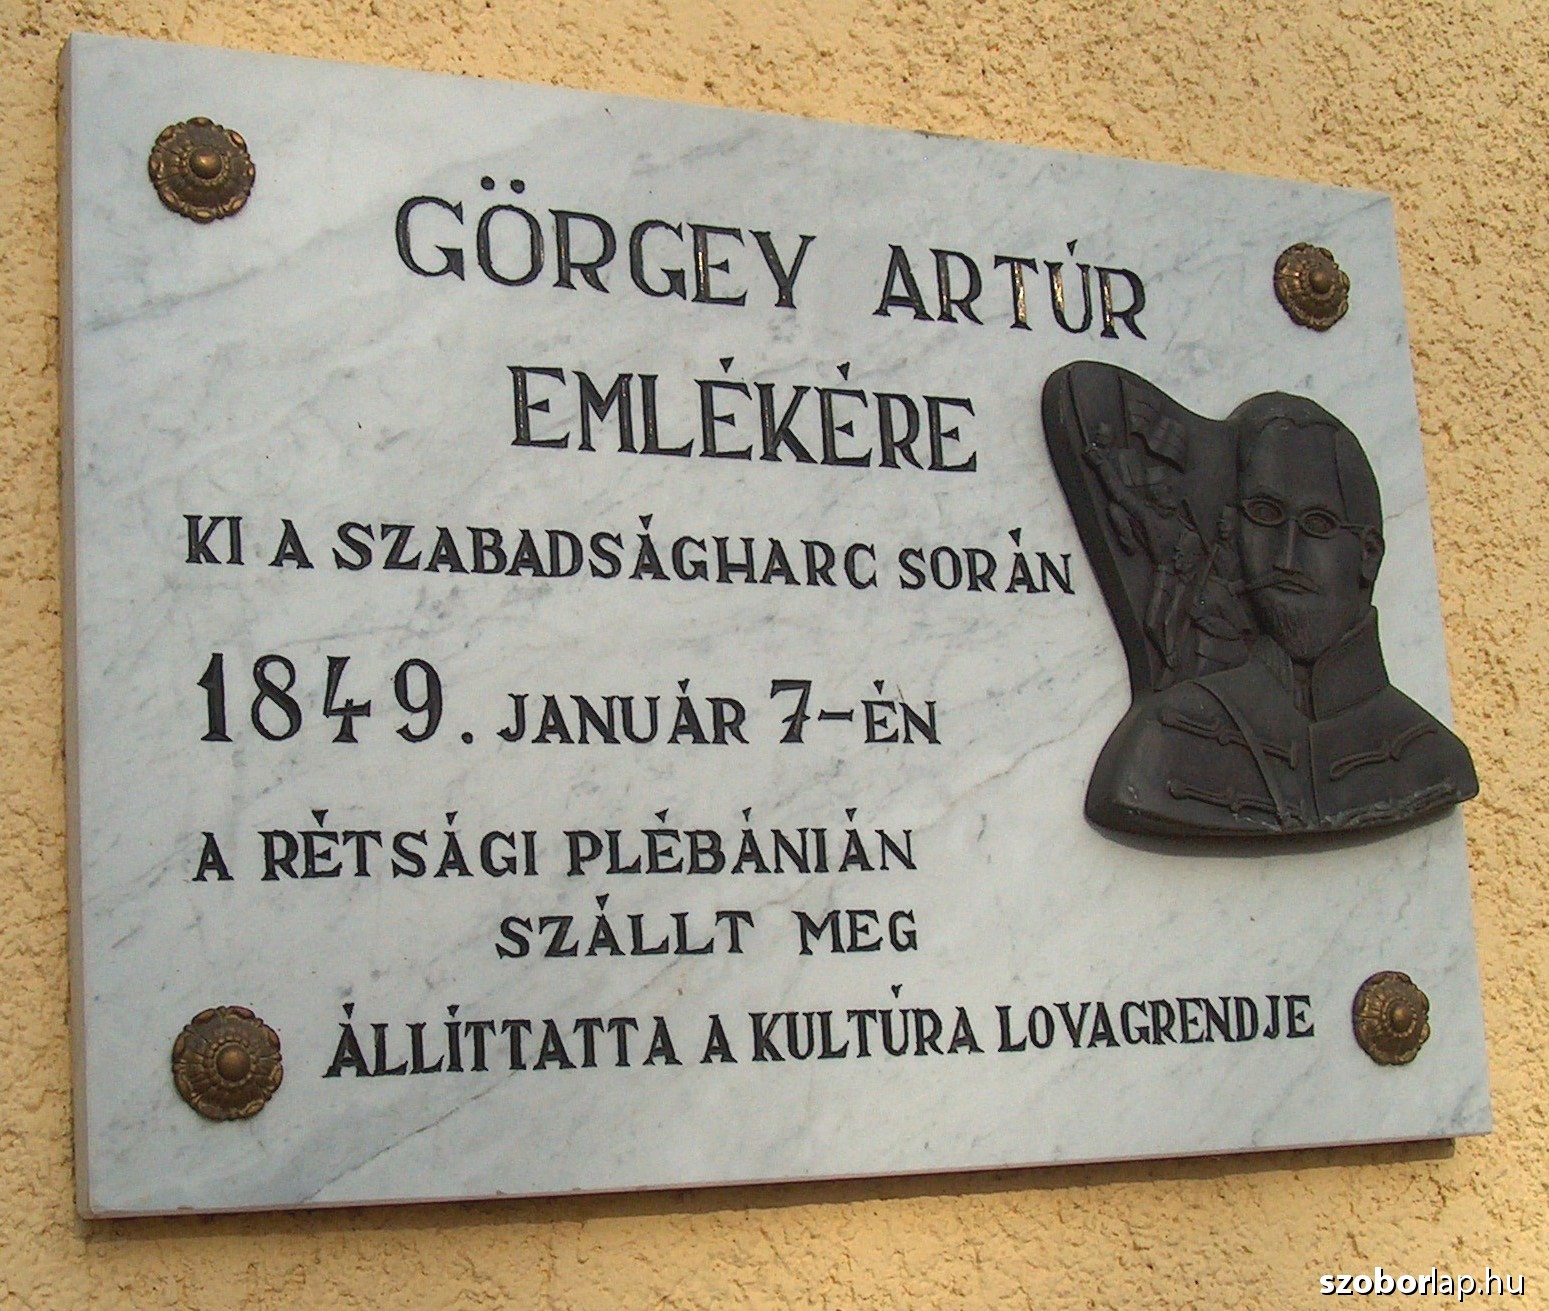 GÖRGEY ARTÚR
EMLÉKÉRE
KI A SZABADSÁGHARC SORÁN
1849. JANUÁR 7-ÉN
A RÉTSÁGI PLÉBÁNIÁN
SZÁLLT MEG
ÁLLÍTTATTA A KULTÚRA LOVAGRENDJE
szoborlap.hu